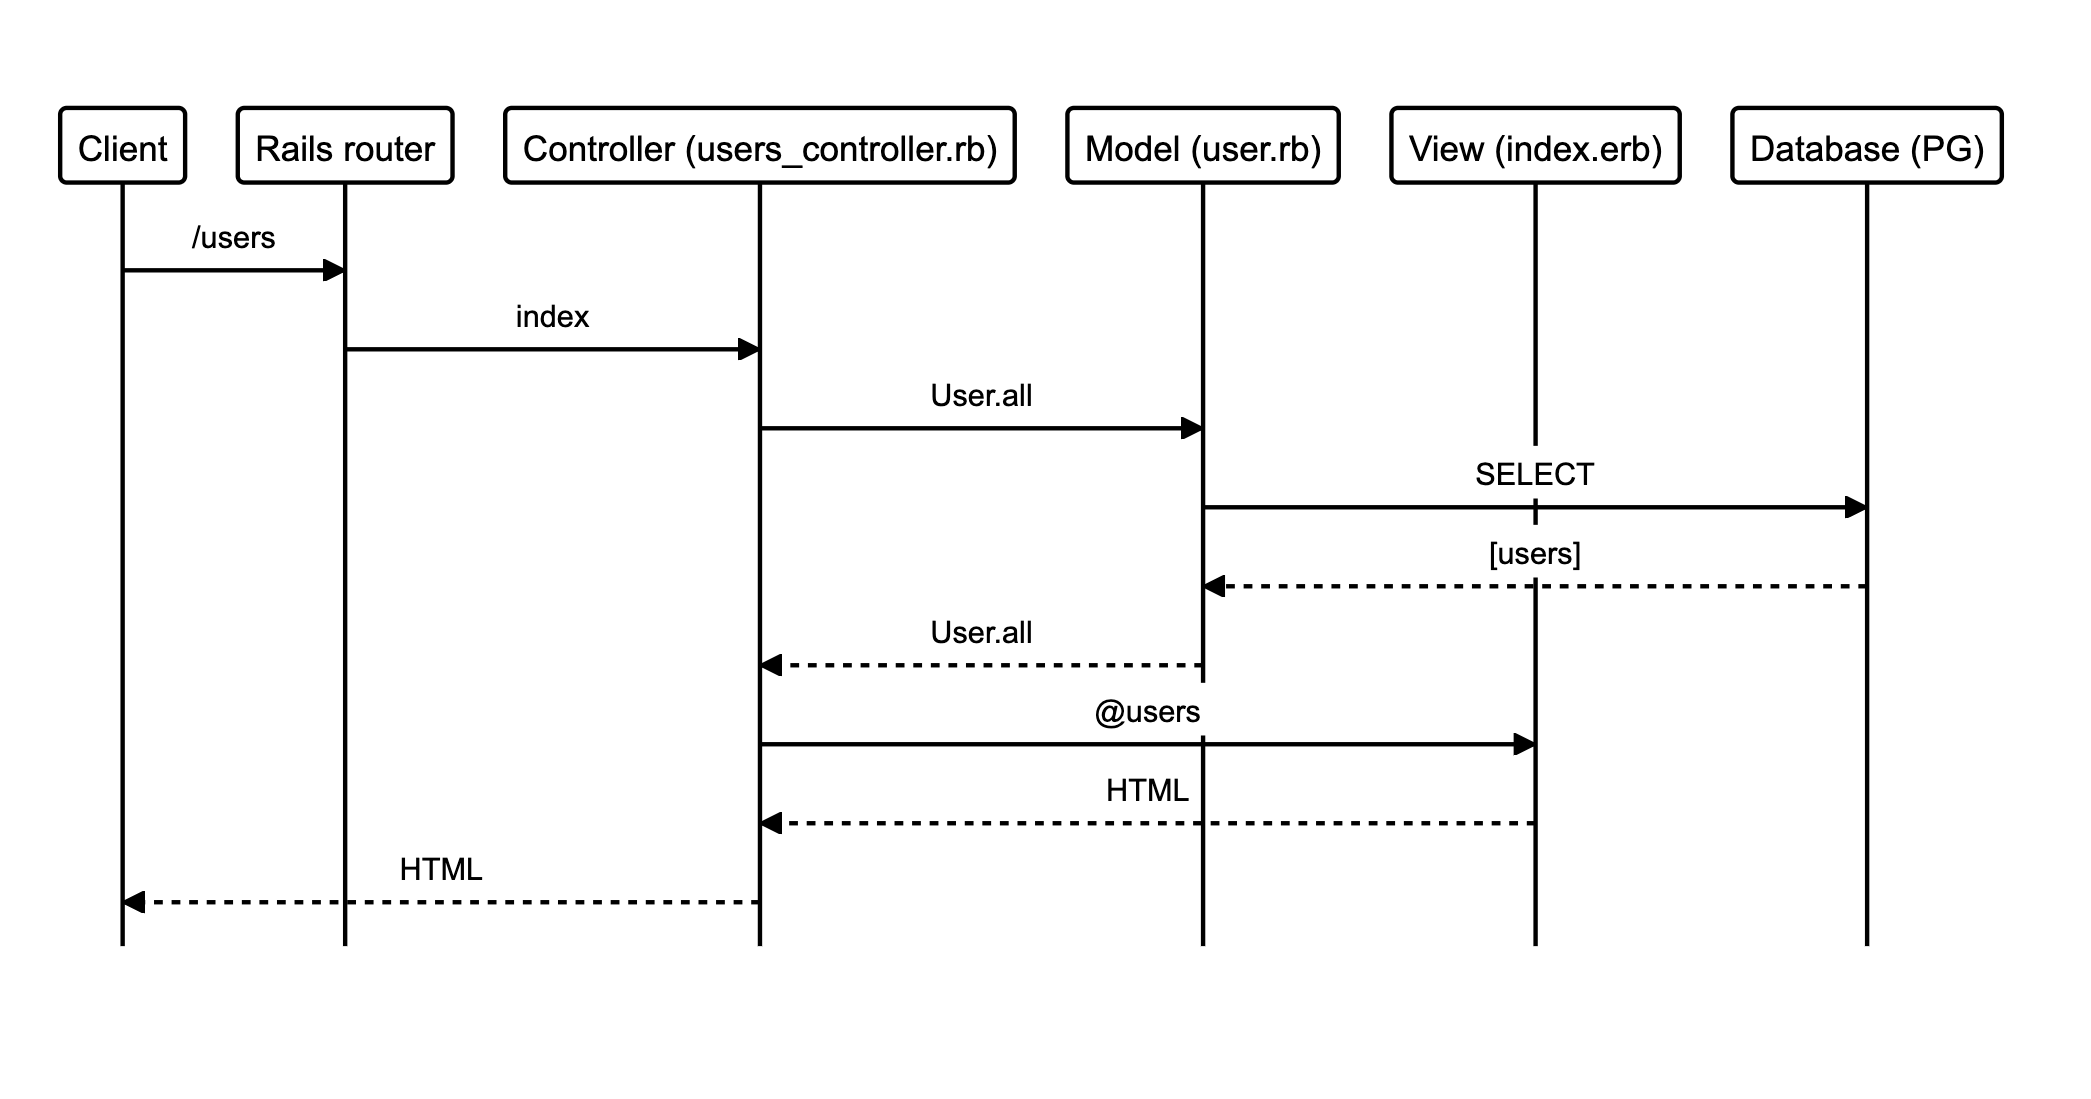 Client
Rails router
Controller (users_controller.rb)
Model (user.rb)
View (index.erb)
Database (PG)
/users
index
User.all
SELECT
[users]
User.all
@users
HTML
HTML